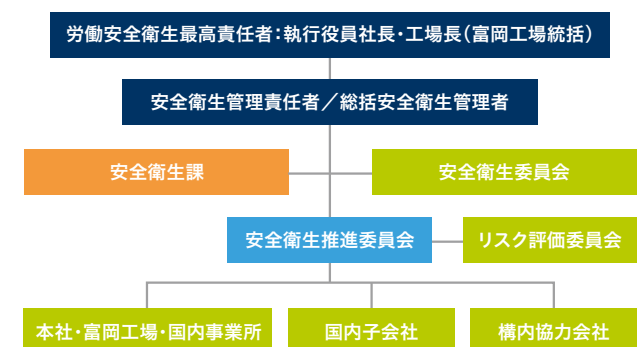 労働安全衛生最高責任者：執行役員社長・工場長（富岡工場統括）
安全衛生管理責任者／総括安全衛生管理者
安全衛生課
安全衛生委員会
安全衛生推進委員会
リスク評価委員会
本社・富岡工場・国内事業所
国内子会社
構内協力会社